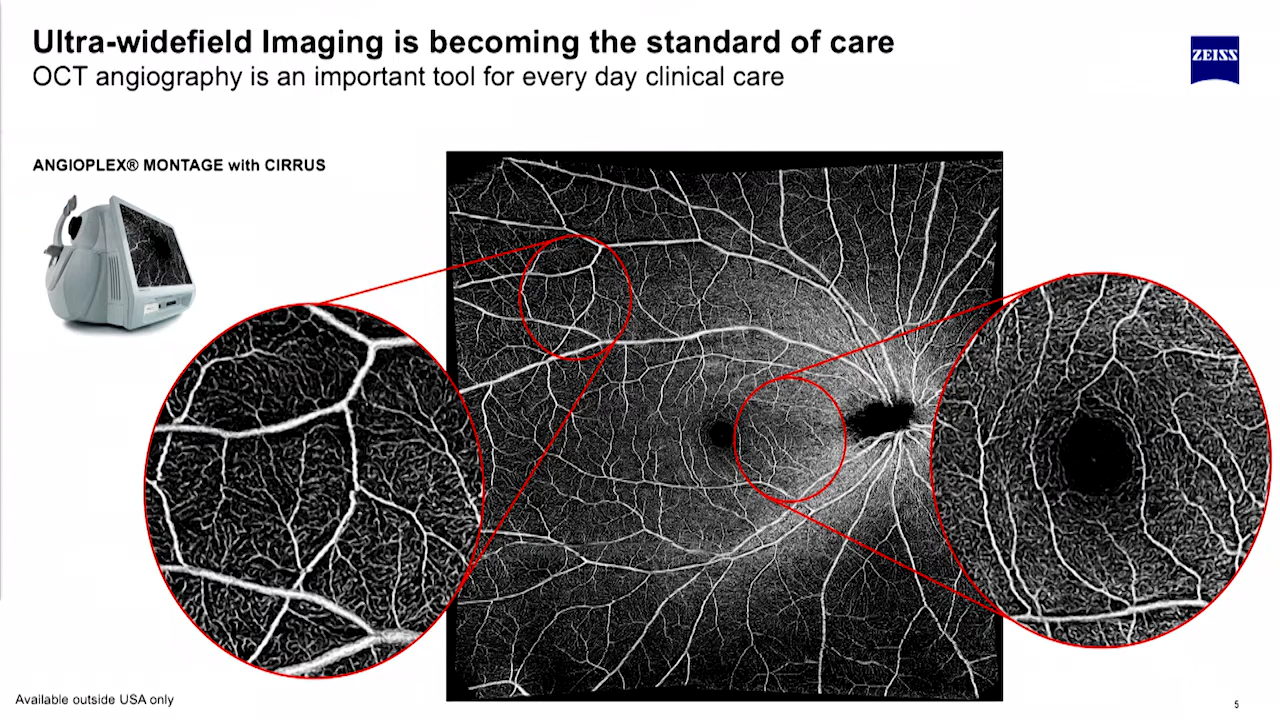 Ultra-widefield Imaging is becoming the standard of care
OCT angiography is an important tool for every day clinical care
ZEISS
ANGIOPLEX® MONTAGE with CIRRUS
Available outside USA only
5